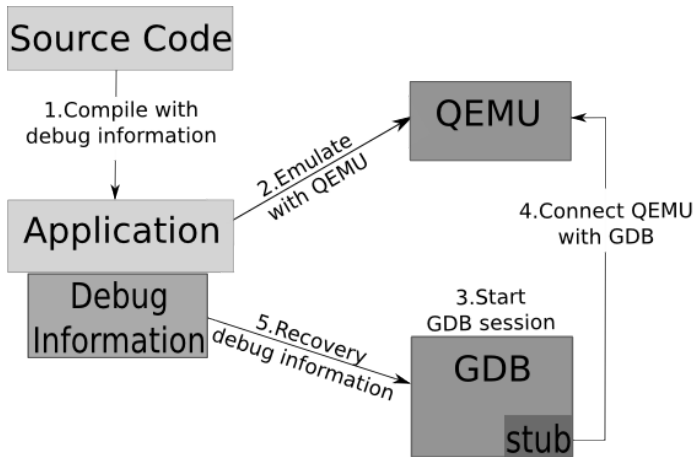 Source Code
1.Compile with
debug information
QEMU
2.Emulate
with QEMU
Application
4.Connect QEMU
with GDB
Debug
Information
3.Start
GDB session
5.Recovery
debug information
GDB
stub